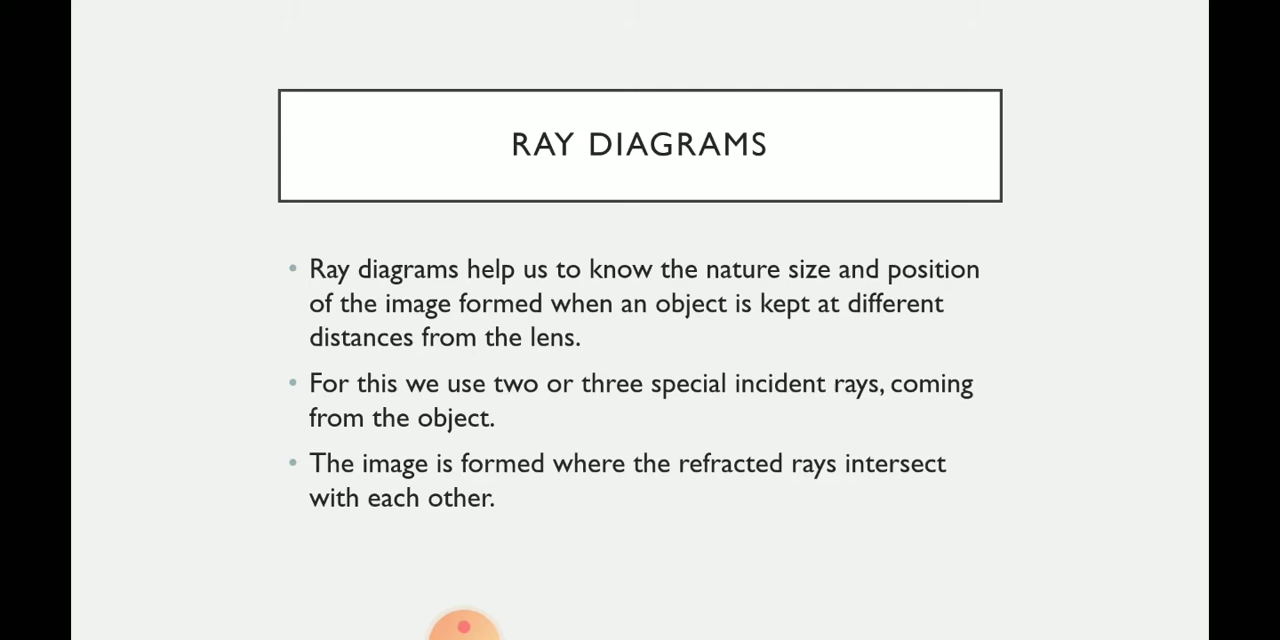 RAY DIAGRAMS
• Ray diagrams help us to know the nature size and position
of the image formed when an object is kept at different
distances from the lens.
• For this we use two or three special incident rays, coming
from the object.
• The image is formed where the refracted rays intersect
with each other.